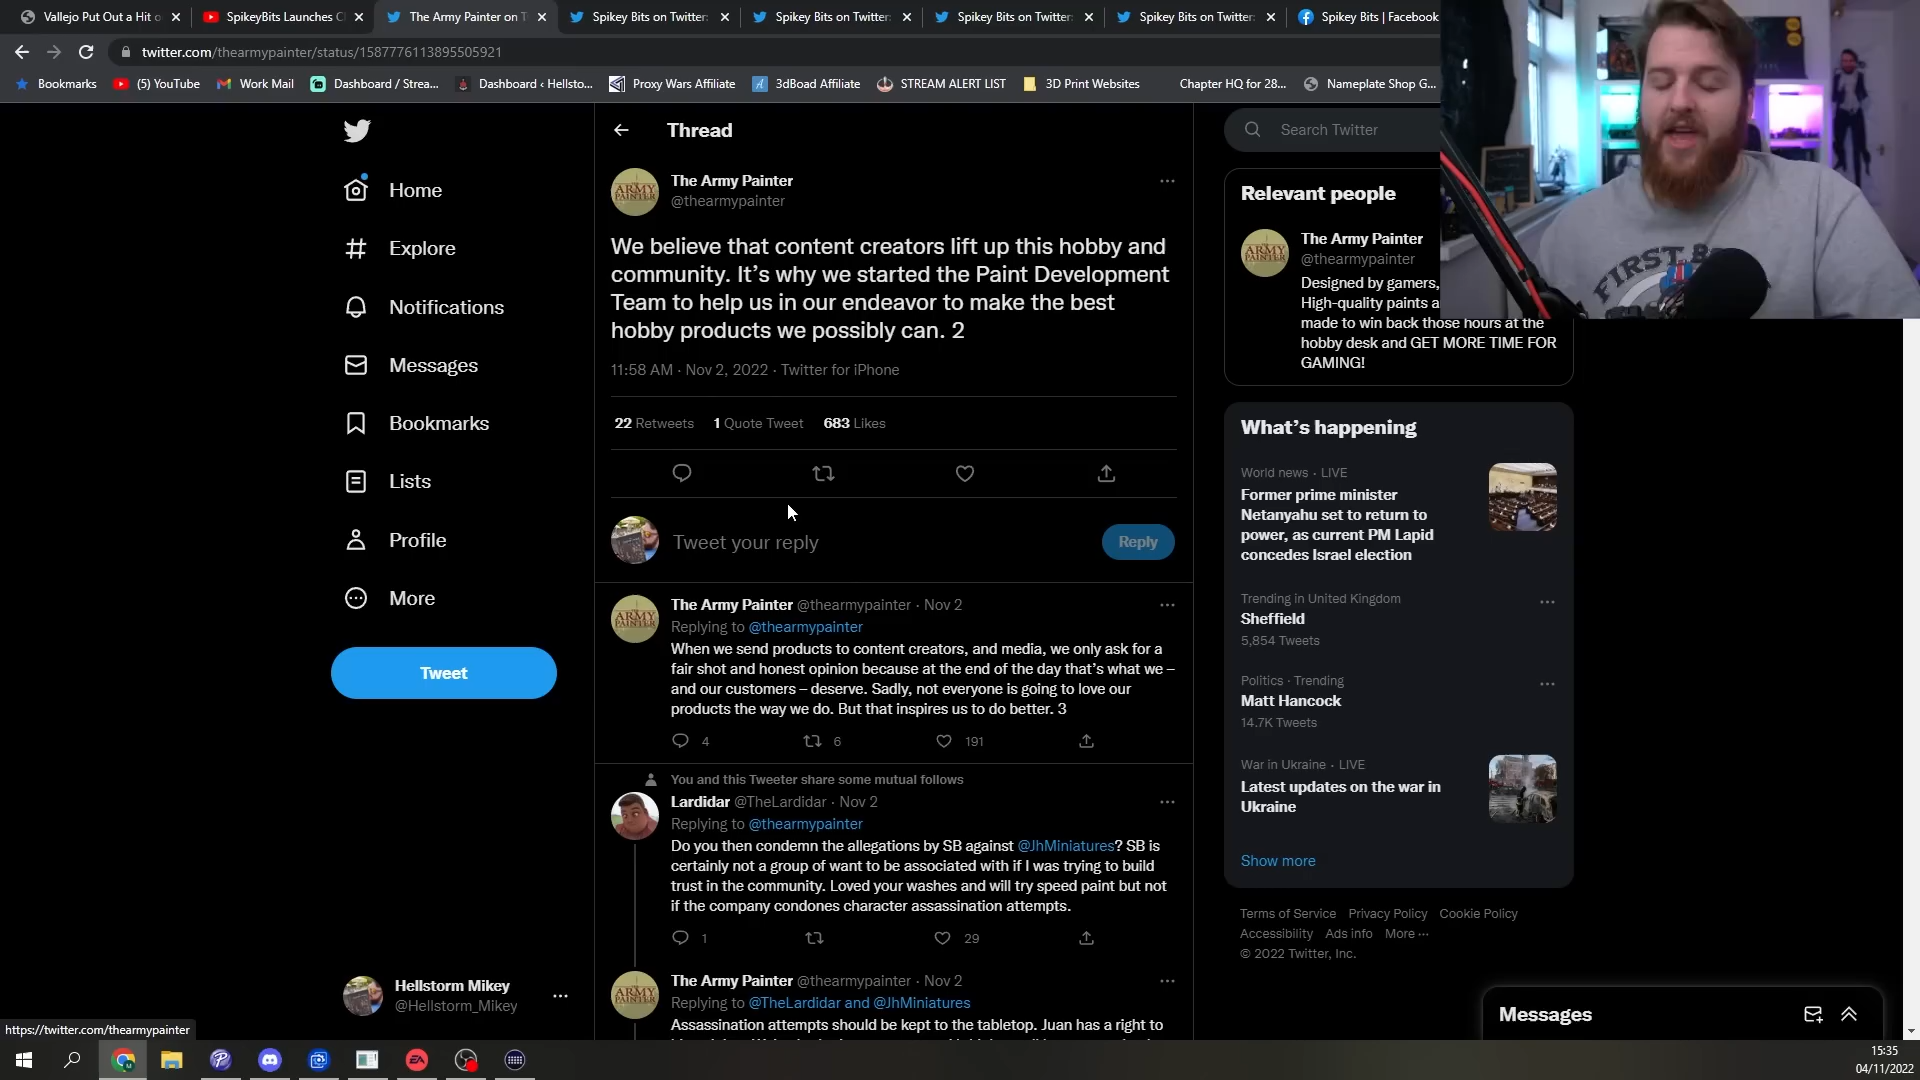 Vallejo Put Out a Hit o
SpikeyBits Launches C
The Army Painter on T
Spikey Bits on Twitter:
Spikey Bits on Twitter:
Spikey Bits on Twitter:
Spikey Bits on Twitter:
Spikey Bits | Facebook
twitter.com/thearmypainter/status/1587776113895505921
Bookmarks
(5) YouTube
Work Mail
Dashboard / Strea...
Dashboard ‹ Hellsto...
Proxy Wars Affiliate
3dBoad Affiliate
STREAM ALERT LIST
3D Print Websites
Chapter HQ for 28...
Nameplate Shop G...
Home
Explore
Notifications
Messages
Bookmarks
Lists
Profile
More
Tweet
Hellstorm Mikey
@Hellstorm_Mikey
https://twitter.com/thearmypainter
Thread
ARMY
PAINTER
The Army Painter
@thearmypainter
We believe that content creators lift up this hobby and
community. It’s why we started the Paint Development
Team to help us in our endeavor to make the best
hobby products we possibly can. 2
11:58 AM · Nov 2, 2022 · Twitter for iPhone
22 Retweets 1 Quote Tweet 683 Likes
Tweet your reply
Reply
ARMY
PAINTER
The Army Painter @thearmypainter · Nov 2
Replying to @thearmypainter
When we send products to content creators, and media, we only ask for a
fair shot and honest opinion because at the end of the day that’s what we –
and our customers – deserve. Sadly, not everyone is going to love our
products the way we do. But that inspires us to do better. 3
4 6 191
You and this Tweeter share some mutual follows
Lardidar @TheLardidar · Nov 2
Replying to @thearmypainter
Do you then condemn the allegations by SB against @JhMiniatures? SB is
certainly not a group of want to be associated with if I was trying to build
trust in the community. Loved your washes and will try speed paint but not
if the company condones character assassination attempts.
1 29
ARMY
PAINTER
The Army Painter @thearmypainter · Nov 2
Replying to @TheLardidar and @JhMiniatures
Assassination attempts should be kept to the tabletop. Juan has a right to
Search Twitter
Relevant people
ARMY
PAINTER
The Army Painter
@thearmypainter
Designed by gamers,
High-quality paints a
made to win back those hours at the
hobby desk and GET MORE TIME FOR
GAMING!
What’s happening
World news · LIVE
Former prime minister
Netanyahu set to return to
power, as current PM Lapid
concedes Israel election
Trending in United Kingdom
Sheffield
5,854 Tweets
Politics · Trending
Matt Hancock
14.7K Tweets
War in Ukraine · LIVE
Latest updates on the war in
Ukraine
Show more
Terms of Service Privacy Policy Cookie Policy
Accessibility Ads info More ···
© 2022 Twitter, Inc.
Messages
FIRST &
15:35
04/11/2022